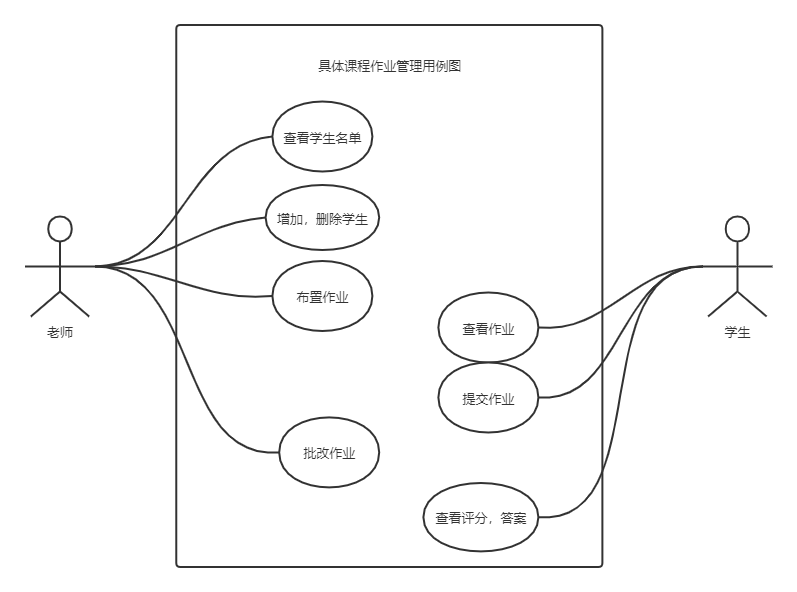 具体课程作业管理用例图
查看学生名单
增加，删除学生
布置作业
查看作业
老师
学生
提交作业
批改作业
查看评分，答案